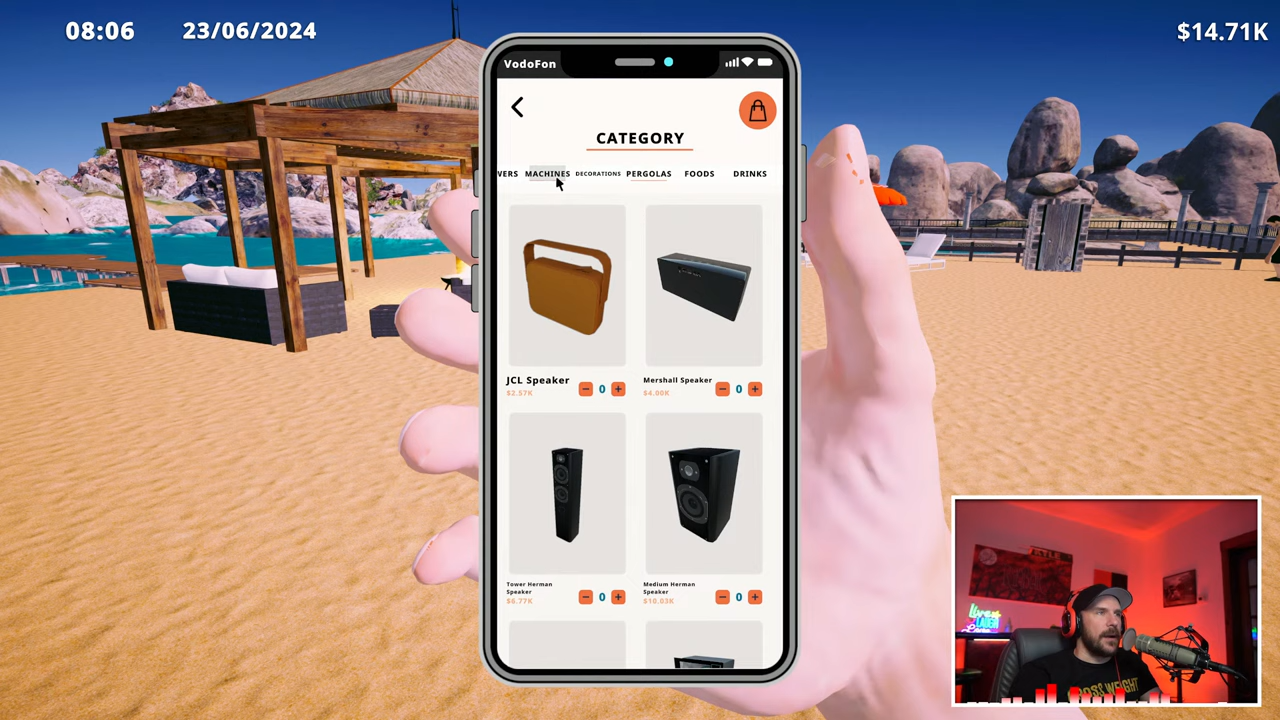 08:06 23/06/2024
$14.71K
VodoFon
CATEGORY
WERS MACHINES DECORATIONS PERGOLAS FOODS DRINKS
JCL Speaker
$2.57K
0
Mershall Speaker
$4.00K
0
Tower Herman
Speaker
$6.77K
0
Medium Herman
Speaker
$10.03K
0